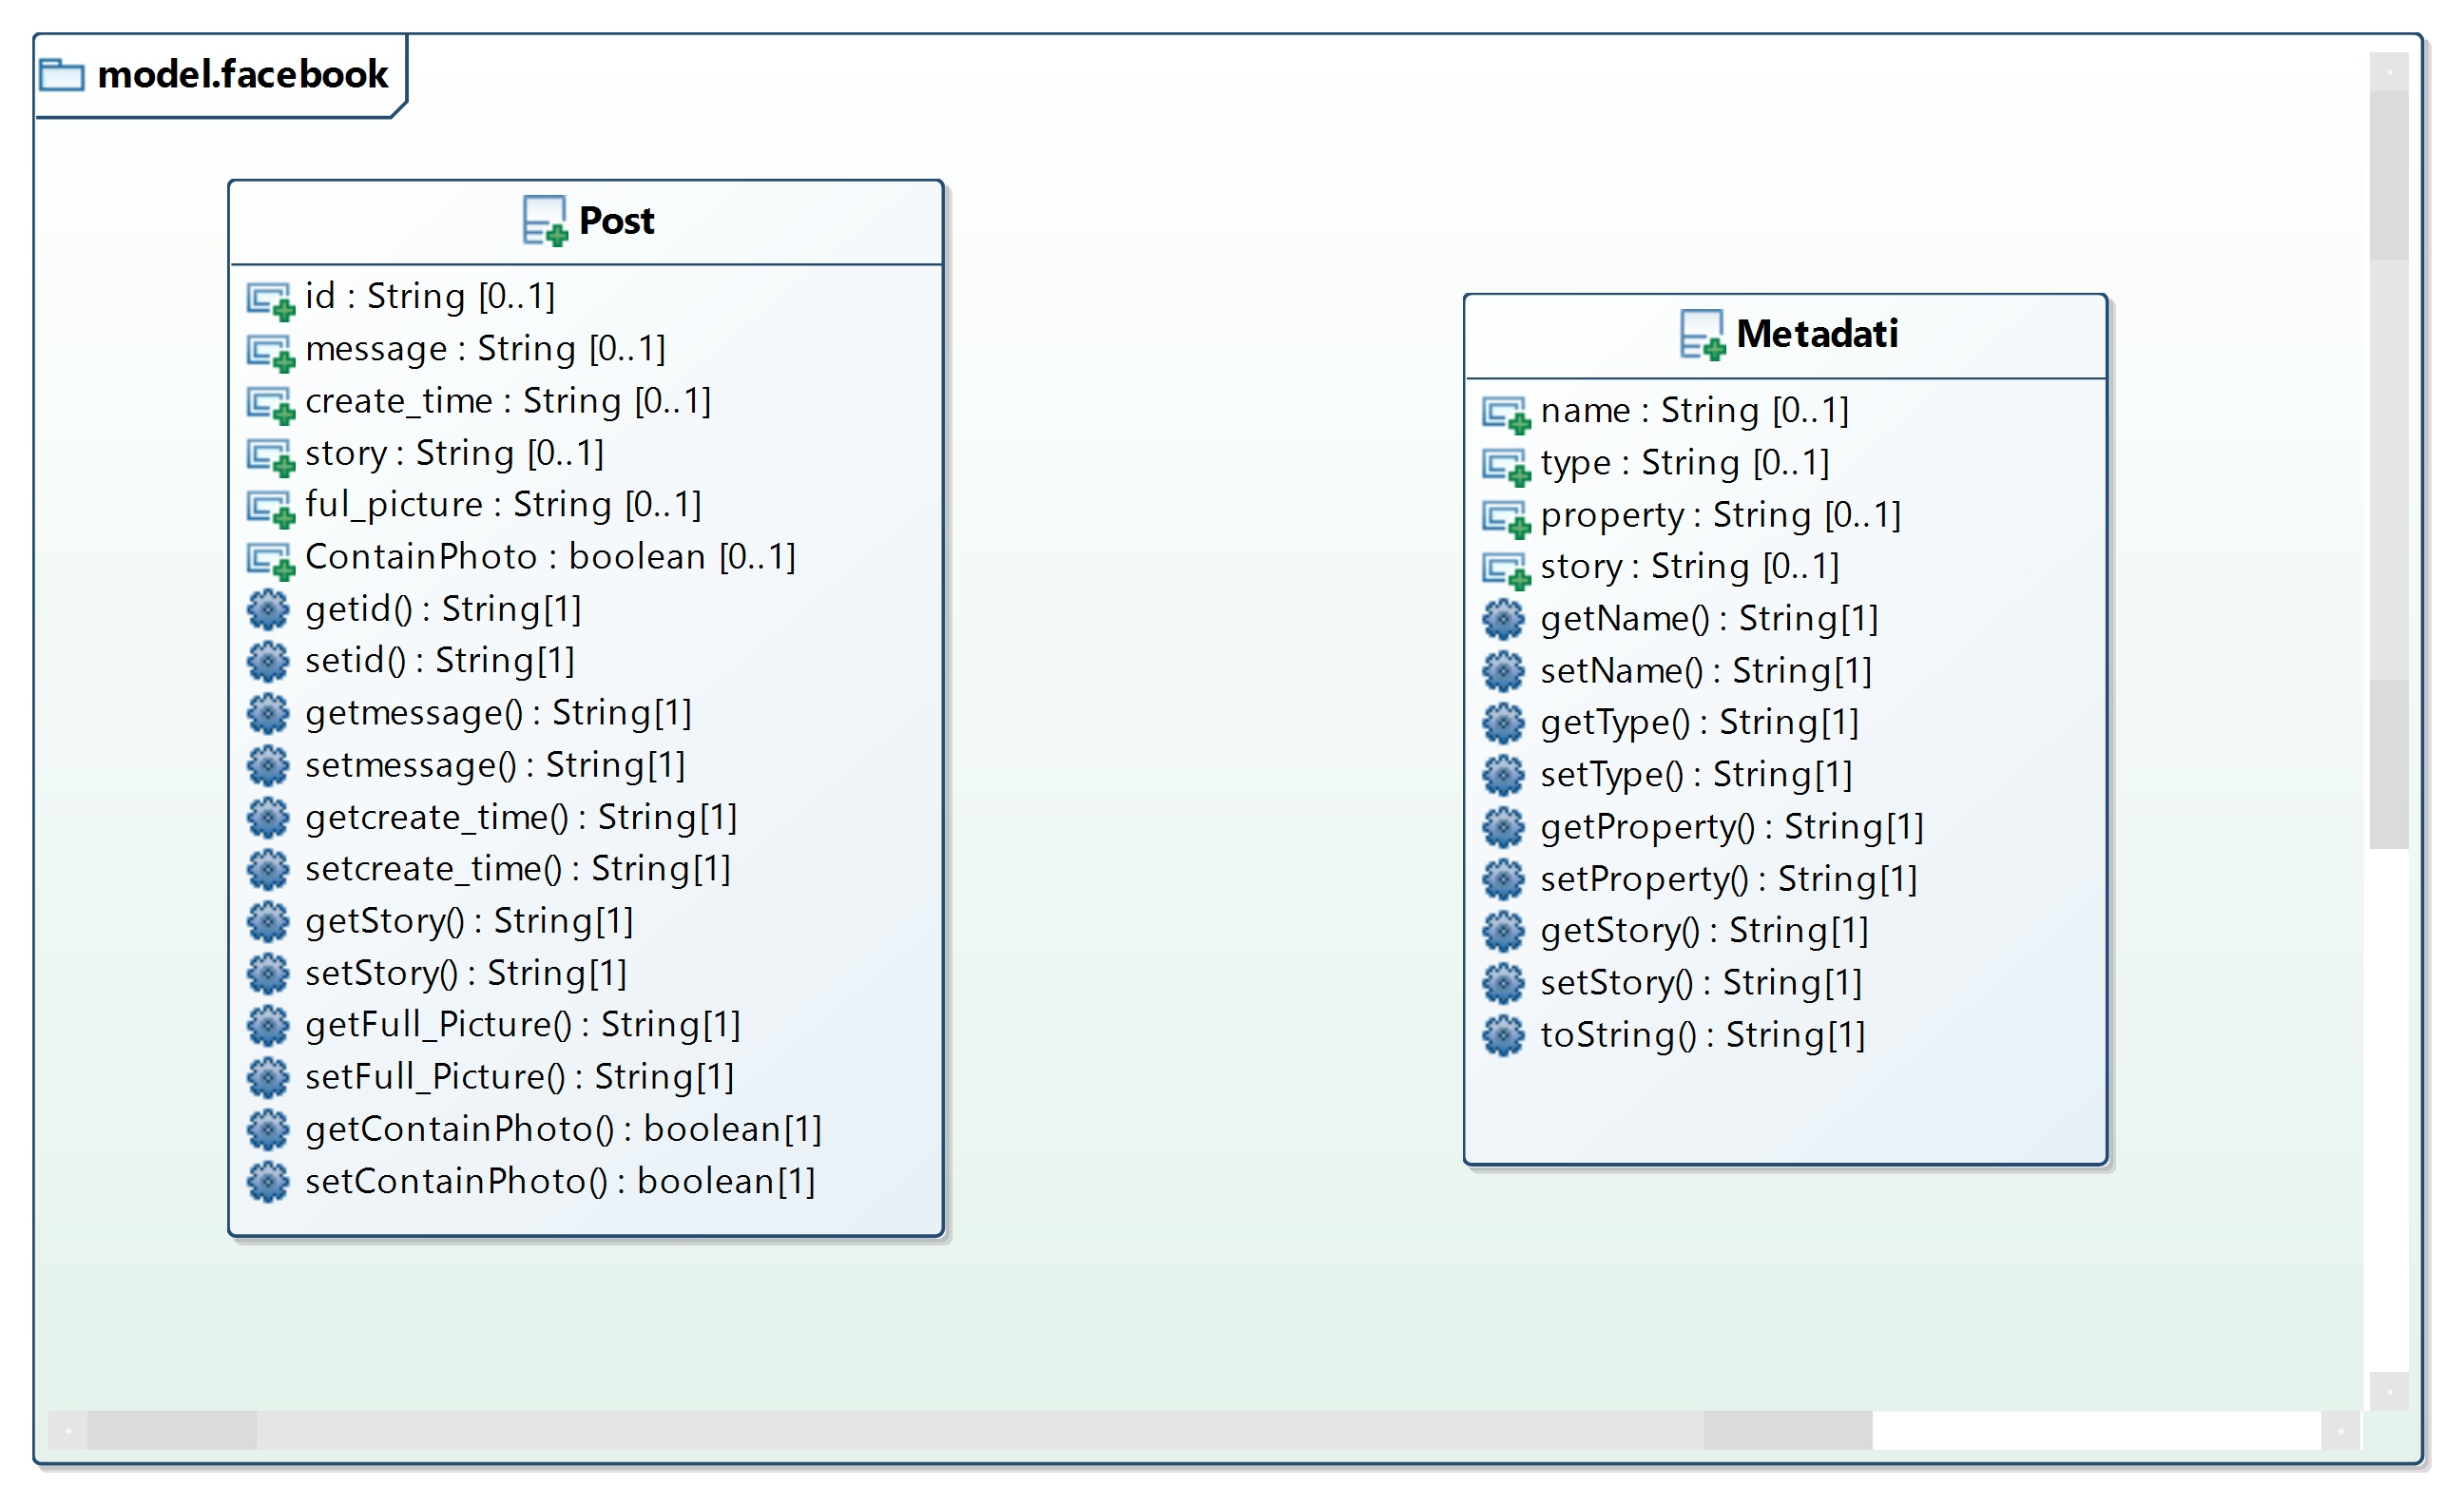 model.facebook
Post
id : String [0..1]
message : String [0..1]
create_time : String [0..1]
story : String [0..1]
ful_picture : String [0..1]
ContainPhoto : boolean [0..1]
getid() : String[1]
setid() : String[1]
getmessage() : String[1]
setmessage() : String[1]
getcreate_time() : String[1]
setcreate_time() : String[1]
getStory() : String[1]
setStory() : String[1]
getFull_Picture() : String[1]
setFull_Picture() : String[1]
getContainPhoto() : boolean[1]
setContainPhoto() : boolean[1]
Metadati
name : String [0..1]
type : String [0..1]
property : String [0..1]
story : String [0..1]
getName() : String[1]
setName() : String[1]
getType() : String[1]
setType() : String[1]
getProperty() : String[1]
setProperty() : String[1]
getStory() : String[1]
setStory() : String[1]
toString() : String[1]